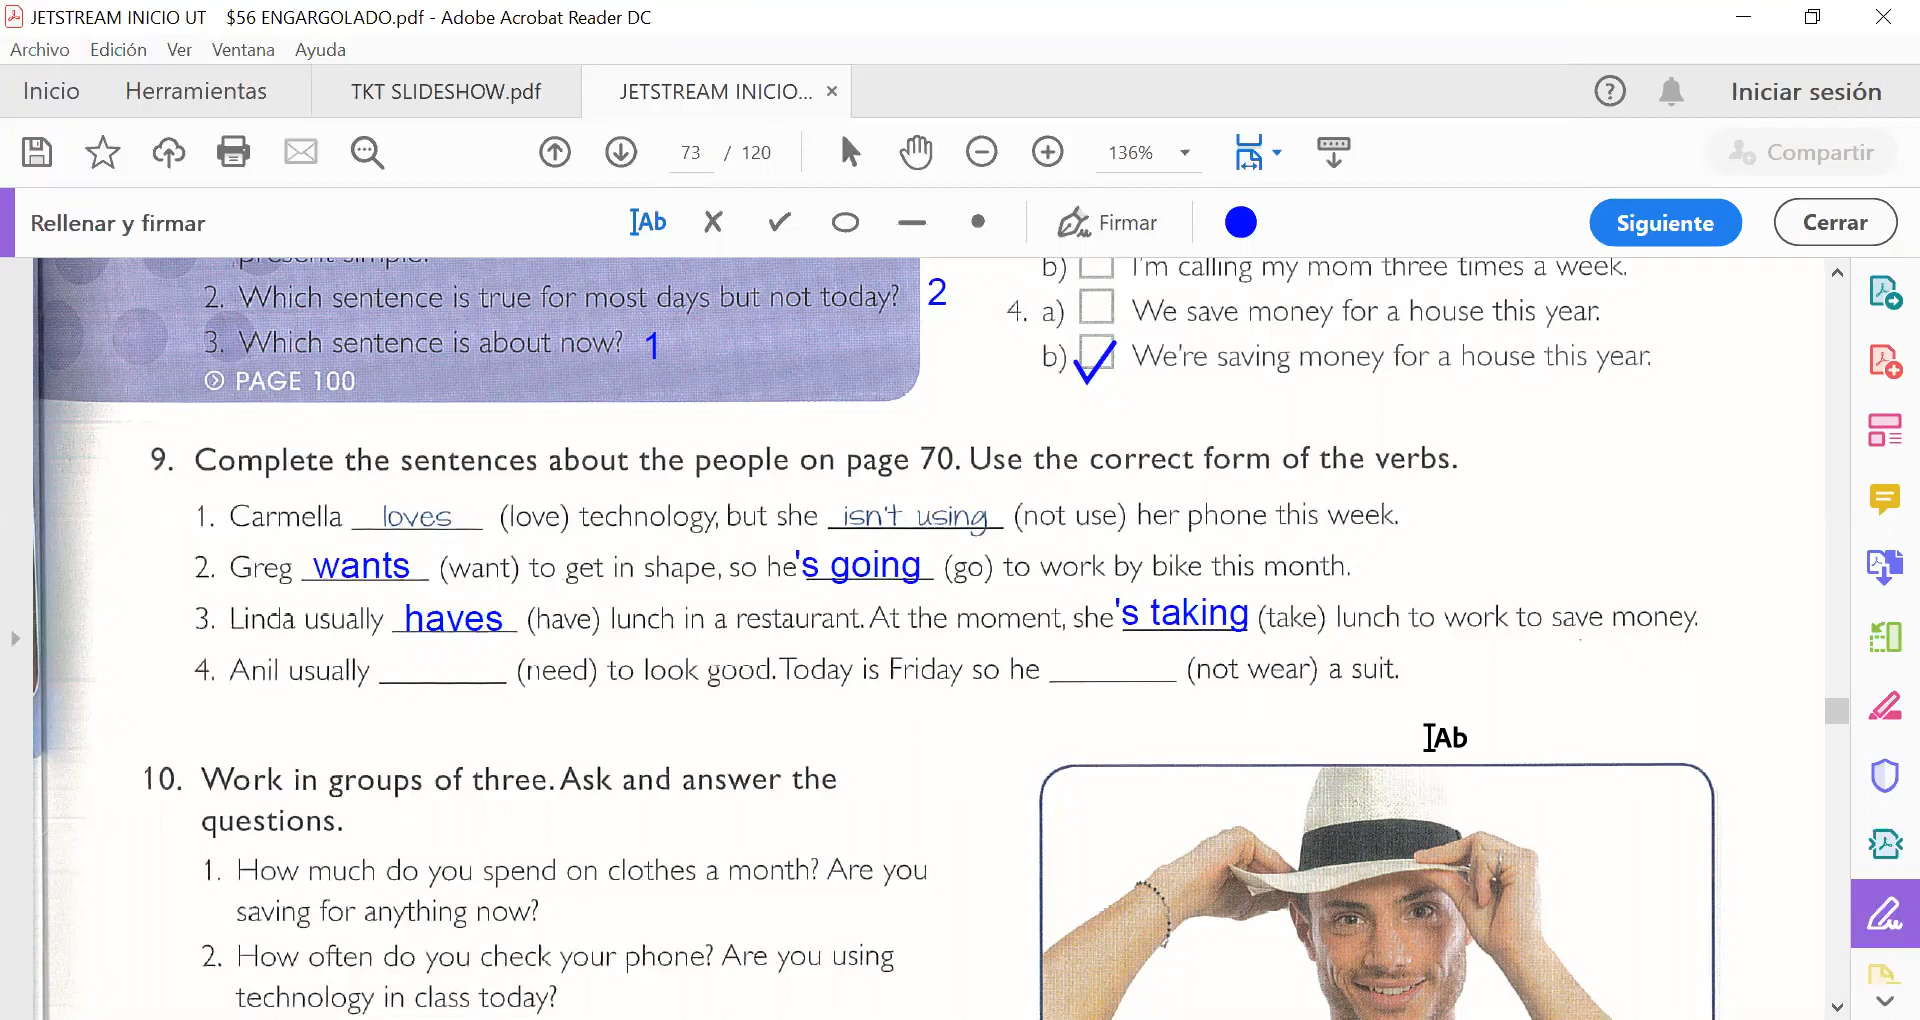 JETSTREAM INICIO UT $56 ENGARGOLADO.pdf - Adobe Acrobat Reader DC
Archivo Edición Ver Ventana Ayuda
Inicio Herramientas TKT SLIDESHOW.pdf JETSTREAM INICIO... × Iniciar sesión
73 / 120 136% Compartir
Rellenar y firmar Ab Firmar Siguiente Cerrar
present simple.
2. Which sentence is true for most days but not today? 2
3. Which sentence is about now? 1
PAGE 100
b) I'm calling my mom three times a week.
4. a) We save money for a house this year.
b) We're saving money for a house this year.
9. Complete the sentences about the people on page 70. Use the correct form of the verbs.
1. Carmella loves (love) technology, but she isn't using (not use) her phone this week.
2. Greg wants (want) to get in shape, so he's going (go) to work by bike this month.
3. Linda usually haves (have) lunch in a restaurant. At the moment, she's taking (take) lunch to work to save money.
4. Anil usually ________ (need) to look good. Today is Friday so he ________ (not wear) a suit.
Ab
10. Work in groups of three. Ask and answer the
questions.
1. How much do you spend on clothes a month? Are you
saving for anything now?
2. How often do you check your phone? Are you using
technology in class today?